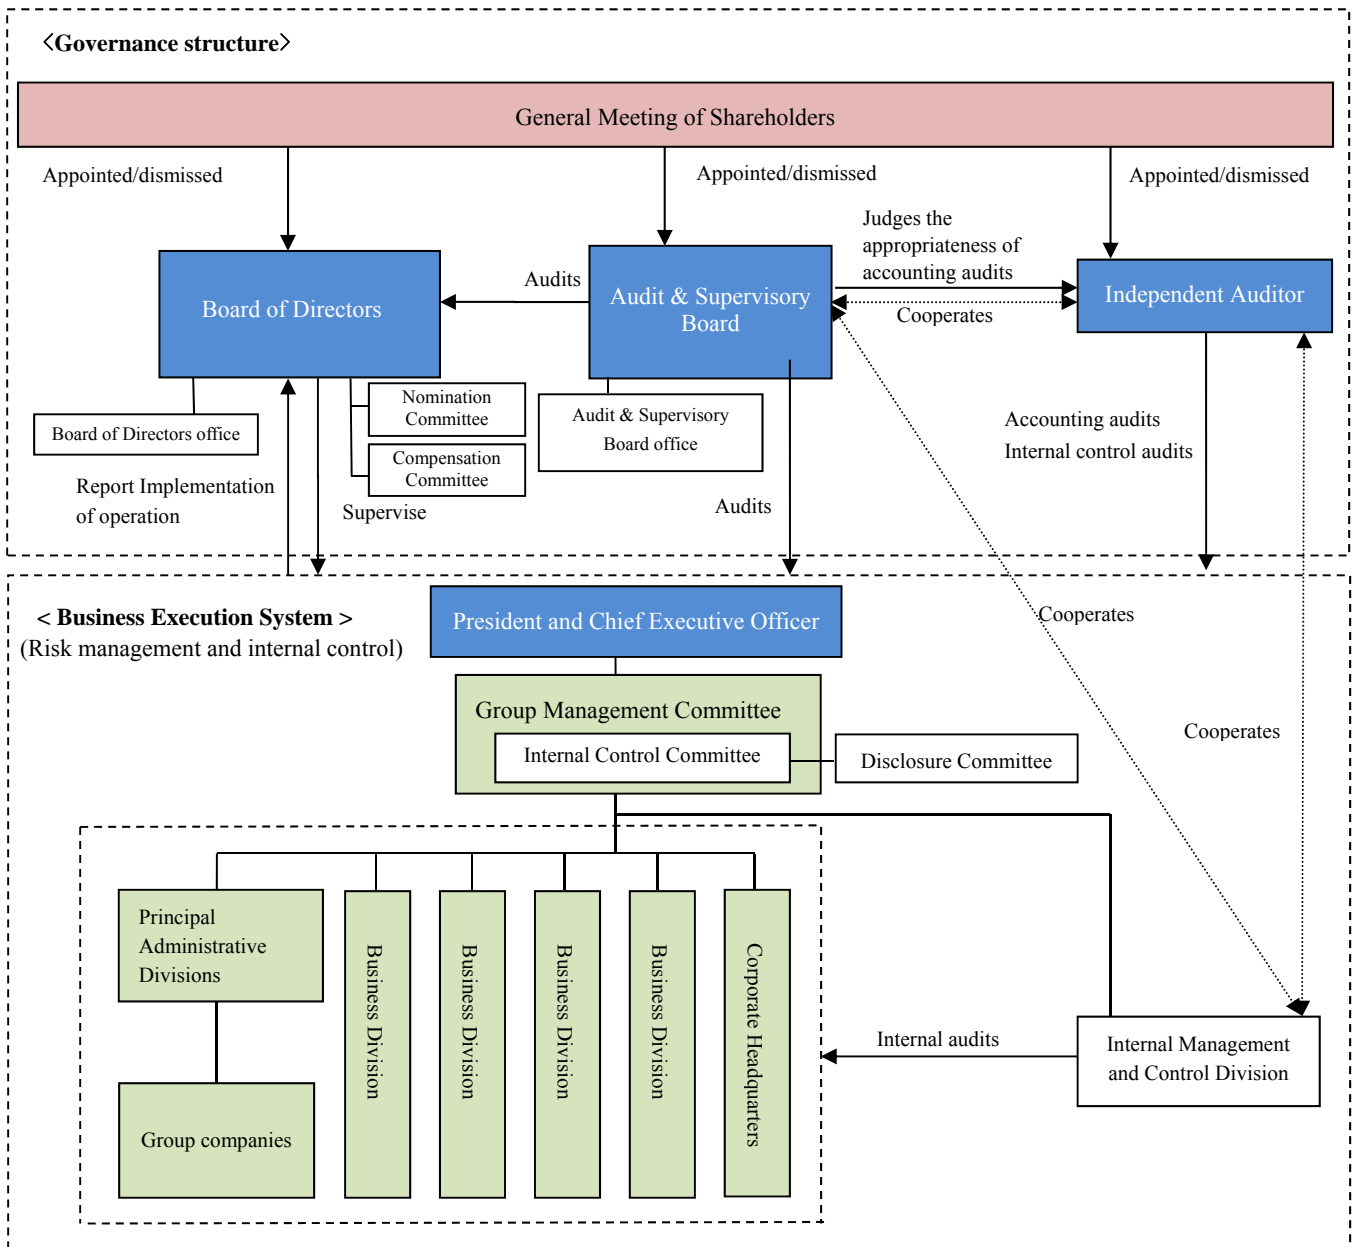 <Governance structure>
General Meeting of Shareholders
Appointed/dismissed
Appointed/dismissed
Appointed/dismissed
Judges the
appropriateness of
accounting audits
Audits
Board of Directors
Audit & Supervisory
Board
Cooperates
Independent Auditor
Nomination
Committee
Board of Directors office
Audit & Supervisory
Board office
Accounting audits
Internal control audits
Compensation
Committee
Report Implementation
of operation
Supervise
Audits
< Business Execution System >
(Risk management and internal control)
President and Chief Executive Officer
Cooperates
Group Management Committee
Internal Control Committee
Disclosure Committee
Cooperates
Principal
Administrative
Divisions
Business Division
Business Division
Business Division
Business Division
Corporate Headquarters
Internal audits
Internal Management
and Control Division
Group companies